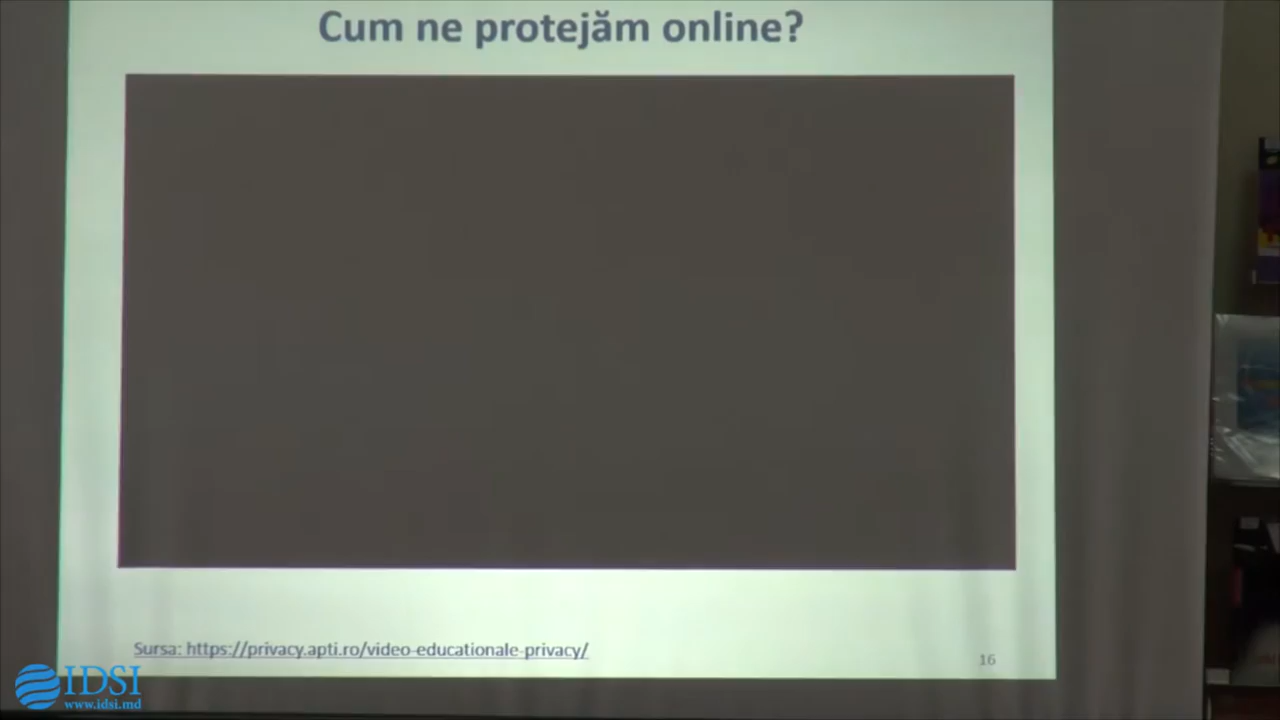 Cum ne protejăm online?
Sursa: https://privacy.apti.ro/video-educationale-privacy/
16
IDSI
www.idsi.md